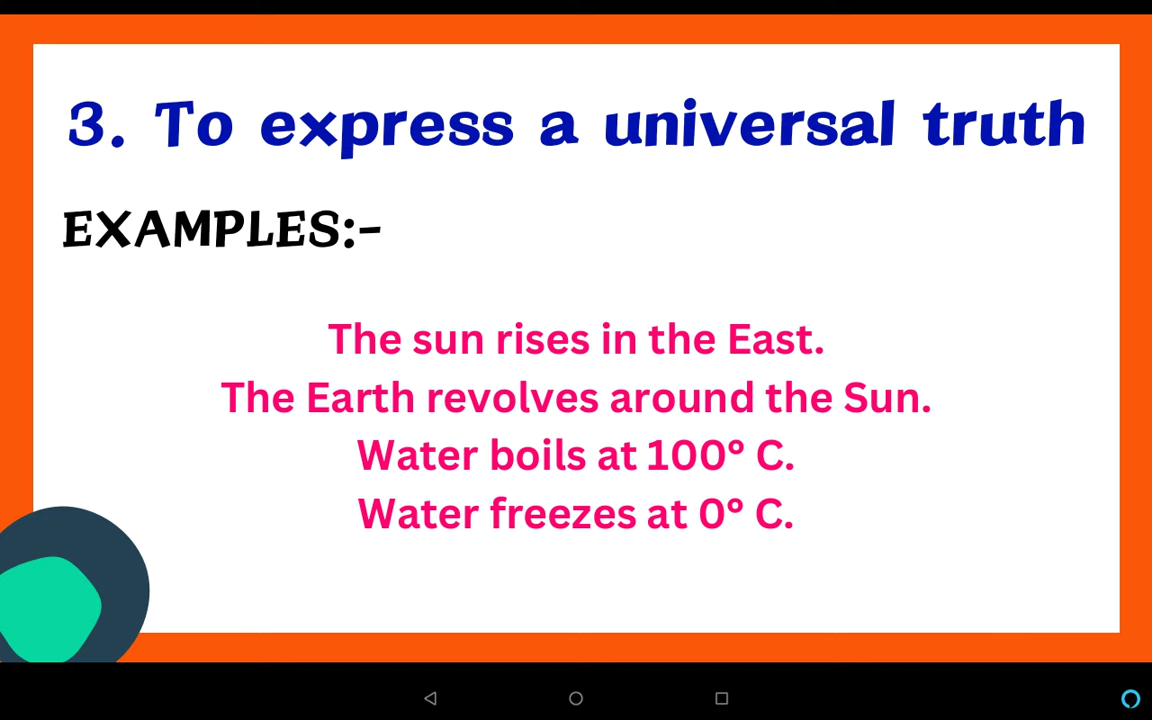 3. To express a universal truth
EXAMPLES:-
The sun rises in the East.
The Earth revolves around the Sun.
Water boils at 100° C.
Water freezes at 0° C.